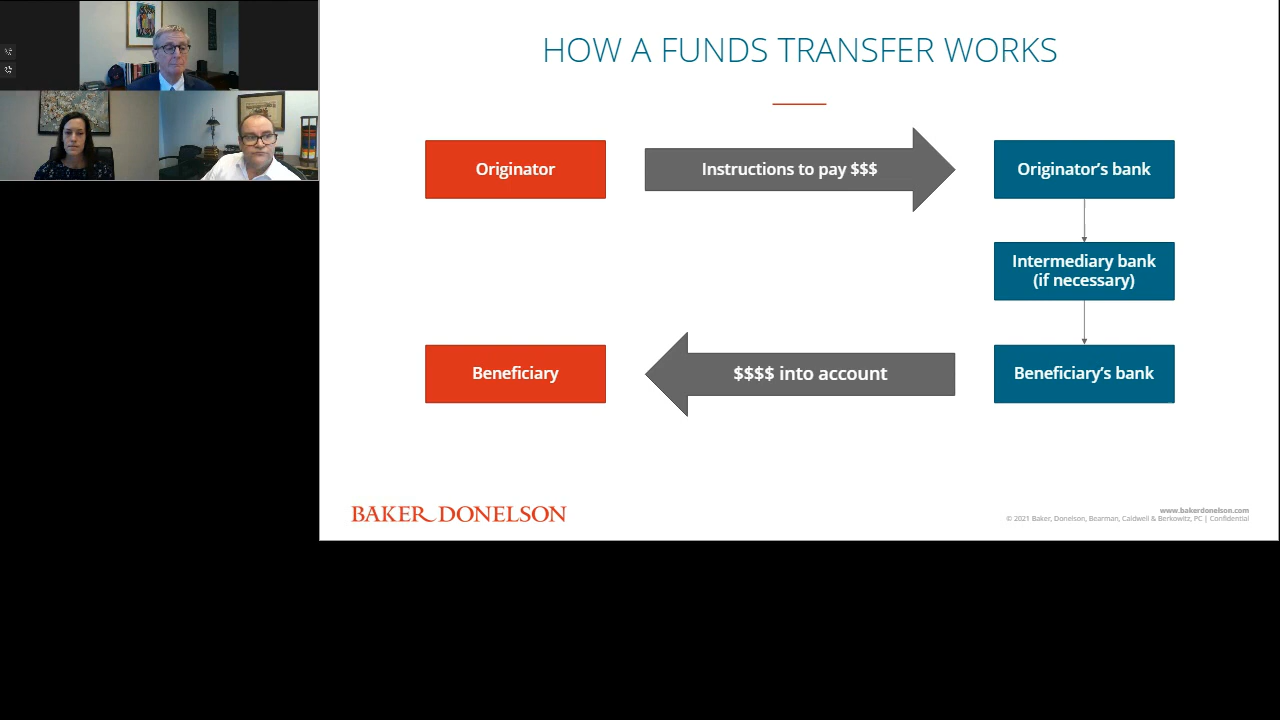 HOW A FUNDS TRANSFER WORKS
Originator
Instructions to pay $$$
Originator's bank
Intermediary bank
(if necessary)
Beneficiary
$$$$ into account
Beneficiary's bank
BAKER DONELSON
www.bakerdonelson.com
© 2021 Baker, Donelson, Bearman, Caldwell & Berkowitz, PC | Confidential